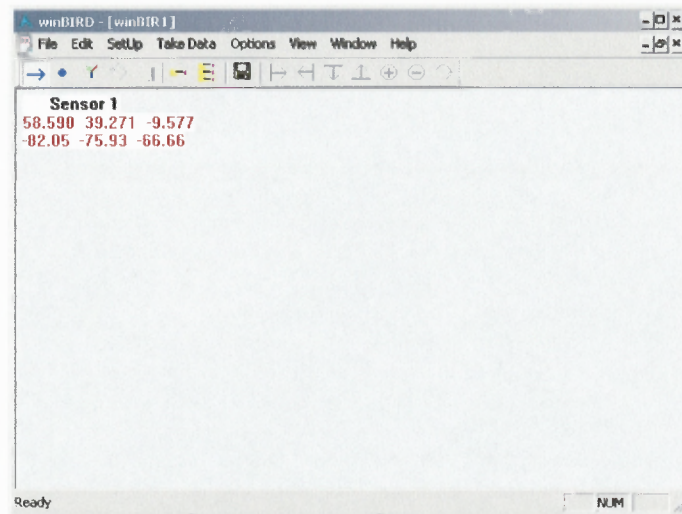 winBIRD - [winBIR1]
File Edit SetUp Take Data Options View Window Help
Sensor 1
58.590 39.271 -9.577
-82.05 -75.93 -66.66
Ready NUM